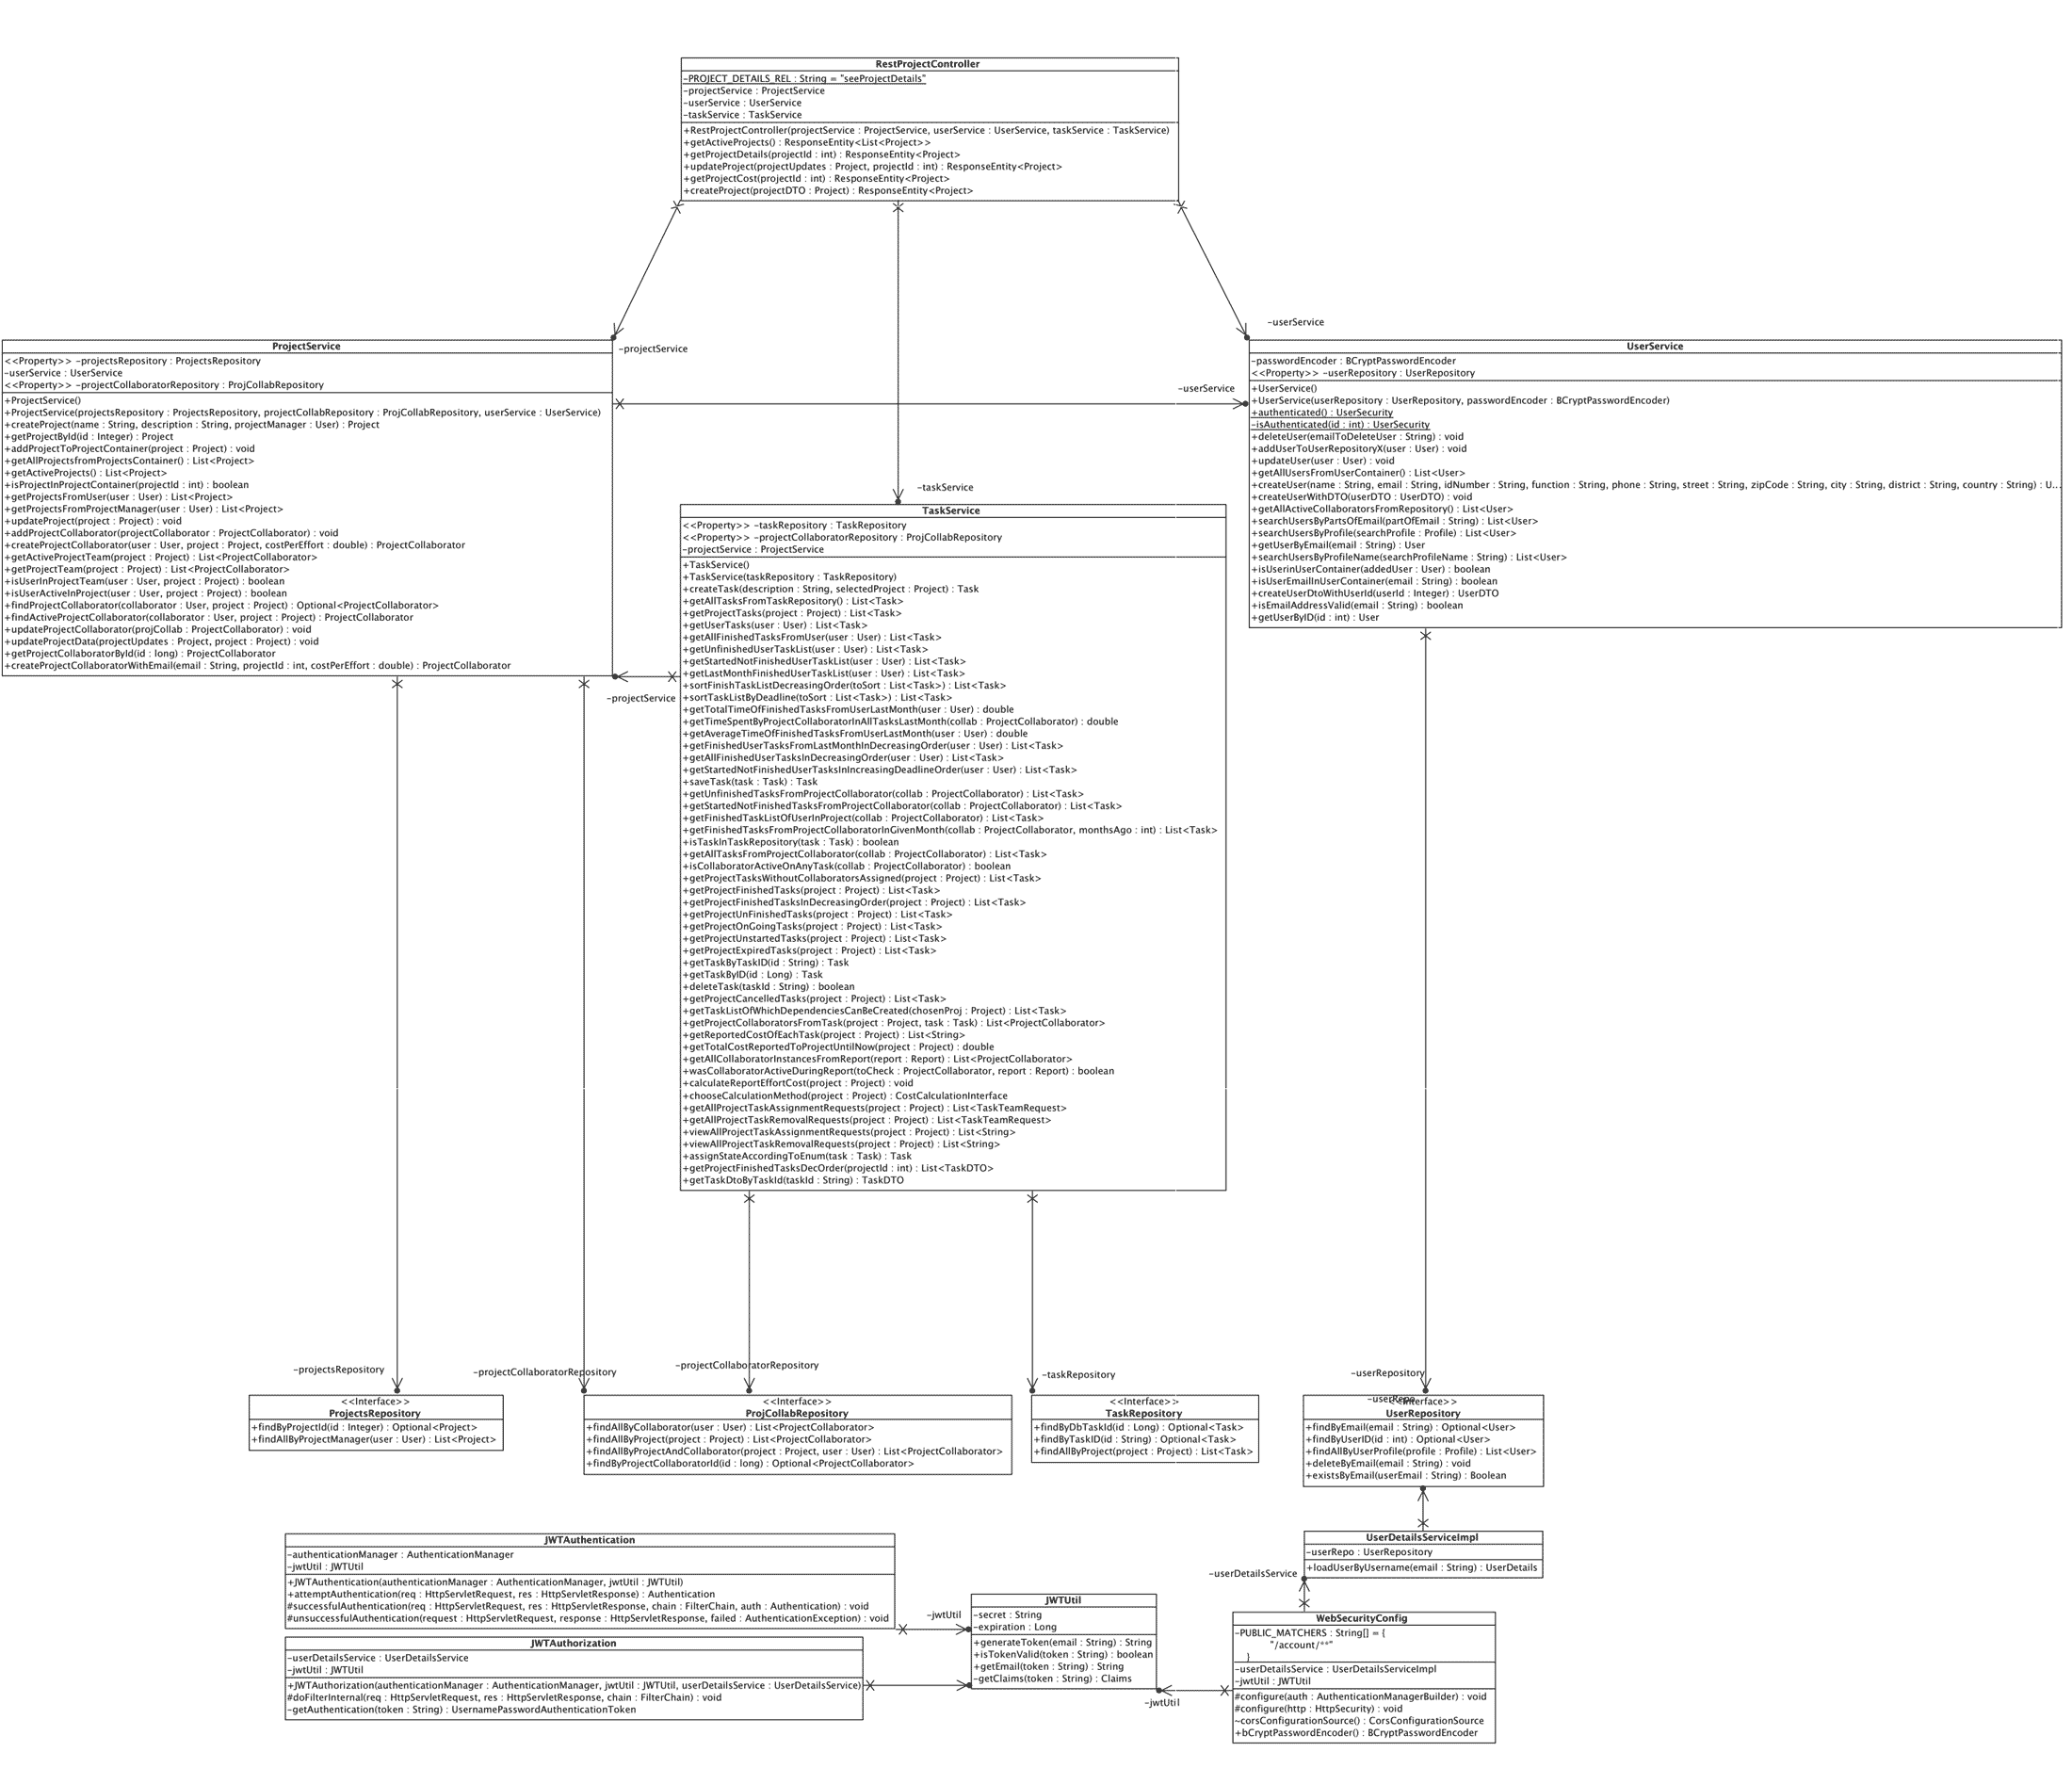 RestProjectController
-PROJECT_DETAILS_REL : String = "seeProjectDetails"
-projectService : ProjectService
-userService : UserService
-taskService : TaskService
+RestProjectController(projectService : ProjectService, userService : UserService, taskService : TaskService)
+getActiveProjects() : ResponseEntity<List<Project>>
+getProjectDetails(projectId : int) : ResponseEntity<Project>
+updateProject(projectUpdates : Project, projectId : int) : ResponseEntity<Project>
+getProjectCost(projectId : int) : ResponseEntity<Project>
+createProject(projectDTO : Project) : ResponseEntity<Project>
-projectService
-taskService
-userService
ProjectService
<<Property>> -projectsRepository : ProjectsRepository
-userService : UserService
<<Property>> -projectCollaboratorRepository : ProjCollabRepository
+ProjectService()
+ProjectService(projectsRepository : ProjectsRepository, projectCollabRepository : ProjCollabRepository, userService : UserService)
+createProject(name : String, description : String, projectManager : User) : Project
+getProjectById(id : Integer) : Project
+addProjectToProjectContainer(project : Project) : void
+getAllProjectsfromProjectsContainer() : List<Project>
+getActiveProjects() : List<Project>
+isProjectInProjectContainer(projectId : int) : boolean
+getProjectsFromUser(user : User) : List<Project>
+getProjectsFromProjectManager(user : User) : List<Project>
+updateProject(project : Project) : void
+addProjectCollaborator(projectCollaborator : ProjectCollaborator) : void
+createProjectCollaborator(user : User, project : Project, costPerEffort : double) : ProjectCollaborator
+getActiveProjectTeam(project : Project) : List<ProjectCollaborator>
+getProjectTeam(project : Project) : List<ProjectCollaborator>
+isUserInProjectTeam(user : User, project : Project) : boolean
+isUserActiveInProject(user : User, project : Project) : boolean
+findProjectCollaborator(collaborator : User, project : Project) : Optional<ProjectCollaborator>
+findActiveProjectCollaborator(collaborator : User, project : Project) : ProjectCollaborator
+updateProjectCollaborator(projCollab : ProjectCollaborator) : void
+updateProjectData(projectUpdates : Project, project : Project) : void
+getProjectCollaboratorById(id : long) : ProjectCollaborator
+createProjectCollaboratorWithEmail(email : String, projectId : int, costPerEffort : double) : ProjectCollaborator
-userService
-projectService
UserService
-passwordEncoder : BCryptPasswordEncoder
<<Property>> -userRepository : UserRepository
+UserService()
+UserService(userRepository : UserRepository, passwordEncoder : BCryptPasswordEncoder)
+authenticated() : UserSecurity
-isAuthenticated(id : int) : UserSecurity
+deleteUser(emailToDeleteUser : String) : void
+addUserToUserRepositoryX(user : User) : void
+updateUser(user : User) : void
+getAllUsersFromUserContainer() : List<User>
+createUser(name : String, email : String, idNumber : String, function : String, phone : String, street : String, zipCode : String, city : String, district : String, country : String) : U...
+createUserWithDTO(userDTO : UserDTO) : void
+getAllActiveCollaboratorsFromRepository() : List<User>
+searchUsersByPartsOfEmail(partOfEmail : String) : List<User>
+searchUsersByProfile(searchProfile : Profile) : List<User>
+getUserByEmail(email : String) : User
+searchUsersByProfileName(searchProfileName : String) : List<User>
+isUserinUserContainer(addedUser : User) : boolean
+isUserEmailInUserContainer(email : String) : boolean
+createUserDtoWithUserId(userId : Integer) : UserDTO
+isEmailAddressValid(email : String) : boolean
+getUserByID(id : int) : User
TaskService
<<Property>> -taskRepository : TaskRepository
<<Property>> -projectCollaboratorRepository : ProjCollabRepository
-projectService : ProjectService
+TaskService()
+TaskService(taskRepository : TaskRepository)
+createTask(description : String, selectedProject : Project) : Task
+getAllTasksFromTaskRepository() : List<Task>
+getProjectTasks(project : Project) : List<Task>
+getUserTasks(user : User) : List<Task>
+getAllFinishedTasksFromUser(user : User) : List<Task>
+getUnfinishedUserTaskList(user : User) : List<Task>
+getStartedNotFinishedUserTaskList(user : User) : List<Task>
+getLastMonthFinishedUserTaskList(user : User) : List<Task>
+sortFinishTaskListDecreasingOrder(toSort : List<Task>) : List<Task>
+sortTaskListByDeadline(toSort : List<Task>) : List<Task>
+getTotalTimeOfFinishedTasksFromUserLastMonth(user : User) : double
+getTimeSpentByProjectCollaboratorInAllTasksLastMonth(collab : ProjectCollaborator) : double
+getAverageTimeOfFinishedTasksFromUserLastMonth(user : User) : double
+getFinishedUserTasksFromLastMonthInDecreasingOrder(user : User) : List<Task>
+getAllFinishedUserTasksInDecreasingOrder(user : User) : List<Task>
+getStartedNotFinishedUserTasksInIncreasingDeadlineOrder(user : User) : List<Task>
+saveTask(task : Task) : Task
+getUnfinishedTasksFromProjectCollaborator(collab : ProjectCollaborator) : List<Task>
+getStartedNotFinishedTasksFromProjectCollaborator(collab : ProjectCollaborator) : List<Task>
+getFinishedTaskListOfUserInProject(collab : ProjectCollaborator) : List<Task>
+getFinishedTasksFromProjectCollaboratorInGivenMonth(collab : ProjectCollaborator, monthsAgo : int) : List<Task>
+isTaskInTaskRepository(task : Task) : boolean
+getAllTasksFromProjectCollaborator(collab : ProjectCollaborator) : List<Task>
+isCollaboratorActiveOnAnyTask(collab : ProjectCollaborator) : boolean
+getProjectTasksWithoutCollaboratorsAssigned(project : Project) : List<Task>
+getProjectFinishedTasks(project : Project) : List<Task>
+getProjectFinishedTasksInDecreasingOrder(project : Project) : List<Task>
+getProjectUnFinishedTasks(project : Project) : List<Task>
+getProjectOnGoingTasks(project : Project) : List<Task>
+getProjectUnstartedTasks(project : Project) : List<Task>
+getProjectExpiredTasks(project : Project) : List<Task>
+getTaskByTaskID(id : String) : Task
+getTaskByID(id : Long) : Task
+deleteTask(taskId : String) : boolean
+getProjectCancelledTasks(project : Project) : List<Task>
+getTaskListOfWhichDependenciesCanBeCreated(chosenProj : Project) : List<Task>
+getProjectCollaboratorsFromTask(project : Project, task : Task) : List<ProjectCollaborator>
+getReportedCostOfEachTask(project : Project) : List<String>
+getTotalCostReportedToProjectUntilNow(project : Project) : double
+getAllCollaboratorInstancesFromReport(report : Report) : List<ProjectCollaborator>
+wasCollaboratorActiveDuringReport(toCheck : ProjectCollaborator, report : Report) : boolean
+calculateReportEffortCost(project : Project) : void
+chooseCalculationMethod(project : Project) : CostCalculationInterface
+getAllProjectTaskAssignmentRequests(project : Project) : List<TaskTeamRequest>
+getAllProjectTaskRemovalRequests(project : Project) : List<TaskTeamRequest>
+viewAllProjectTaskAssignmentRequests(project : Project) : List<String>
+viewAllProjectTaskRemovalRequests(project : Project) : List<String>
+assignStateAccordingToEnum(task : Task) : Task
+getProjectFinishedTasksDecOrder(projectId : int) : List<TaskDTO>
+getTaskDtoByTaskId(taskId : String) : TaskDTO
-projectsRepository
-projectCollaboratorRepository
-projectCollaboratorRepository
-taskRepository
-userRepository
<<Interface>>
ProjectsRepository
+findByProjectId(id : Integer) : Optional<Project>
+findAllByProjectManager(user : User) : List<Project>
<<Interface>>
ProjCollabRepository
+findAllByCollaborator(user : User) : List<ProjectCollaborator>
+findAllByProject(project : Project) : List<ProjectCollaborator>
+findAllByProjectAndCollaborator(project : Project, user : User) : List<ProjectCollaborator>
+findByProjectCollaboratorId(id : long) : Optional<ProjectCollaborator>
<<Interface>>
TaskRepository
+findByDbTaskId(id : Long) : Optional<Task>
+findByTaskID(id : String) : Optional<Task>
+findAllByProject(project : Project) : List<Task>
-userRepo
<<Interface>>
UserRepository
+findByEmail(email : String) : Optional<User>
+findByUserID(id : int) : Optional<User>
+findAllByUserProfile(profile : Profile) : List<User>
+deleteByEmail(email : String) : void
+existsByEmail(userEmail : String) : Boolean
UserDetailsServiceImpl
-userRepo : UserRepository
+loadUserByUsername(email : String) : UserDetails
-userDetailsService
JWTAuthentication
-authenticationManager : AuthenticationManager
-jwtUtil : JWTUtil
+JWTAuthentication(authenticationManager : AuthenticationManager, jwtUtil : JWTUtil)
+attemptAuthentication(req : HttpServletRequest, res : HttpServletResponse) : Authentication
#successfulAuthentication(req : HttpServletRequest, res : HttpServletResponse, chain : FilterChain, auth : Authentication) : void
#unsuccessfulAuthentication(request : HttpServletRequest, response : HttpServletResponse, failed : AuthenticationException) : void
-jwtUtil
JWTAuthorization
-userDetailsService : UserDetailsService
-jwtUtil : JWTUtil
+JWTAuthorization(authenticationManager : AuthenticationManager, jwtUtil : JWTUtil, userDetailsService : UserDetailsService)
#doFilterInternal(req : HttpServletRequest, res : HttpServletResponse, chain : FilterChain) : void
-getAuthentication(token : String) : UsernamePasswordAuthenticationToken
JWTUtil
-secret : String
-expiration : Long
+generateToken(email : String) : String
+isTokenValid(token : String) : boolean
+getEmail(token : String) : String
-getClaims(token : String) : Claims
-jwtUtil
WebSecurityConfig
-PUBLIC_MATCHERS : String[] = {
"/account/**"
}
-userDetailsService : UserDetailsServiceImpl
-jwtUtil : JWTUtil
#configure(auth : AuthenticationManagerBuilder) : void
#configure(http : HttpSecurity) : void
~corsConfigurationSource() : CorsConfigurationSource
+bCryptPasswordEncoder() : BCryptPasswordEncoder